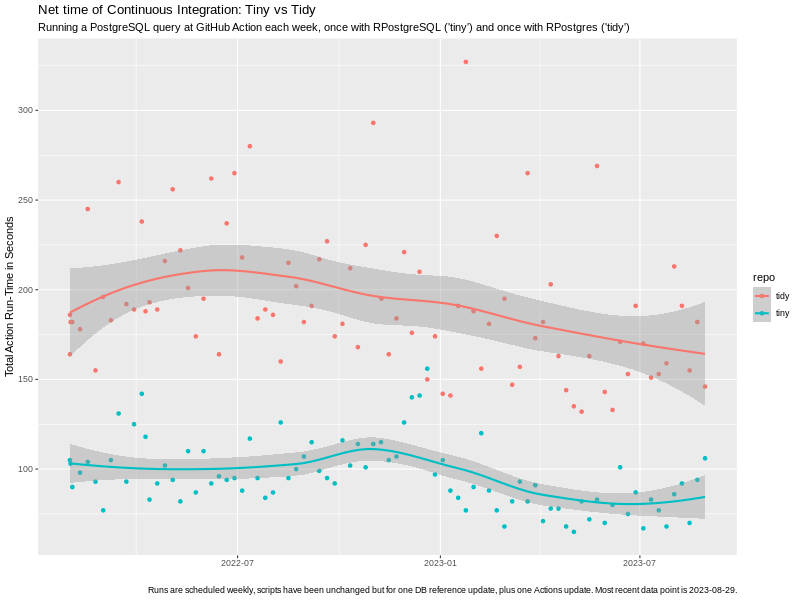 Net time of Continuous Integration: Tiny vs Tidy
Running a PostgreSQL query at GitHub Action each week, once with RPostgreSQL ('tiny') and once with RPostgres ('tidy')
Total Action Run-Time in Seconds
300
250
200
150
100
2022-07
2023-01
2023-07
repo
tidy
tiny
Runs are scheduled weekly, scripts have been unchanged but for one DB reference update, plus one Actions update. Most recent data point is 2023-08-29.